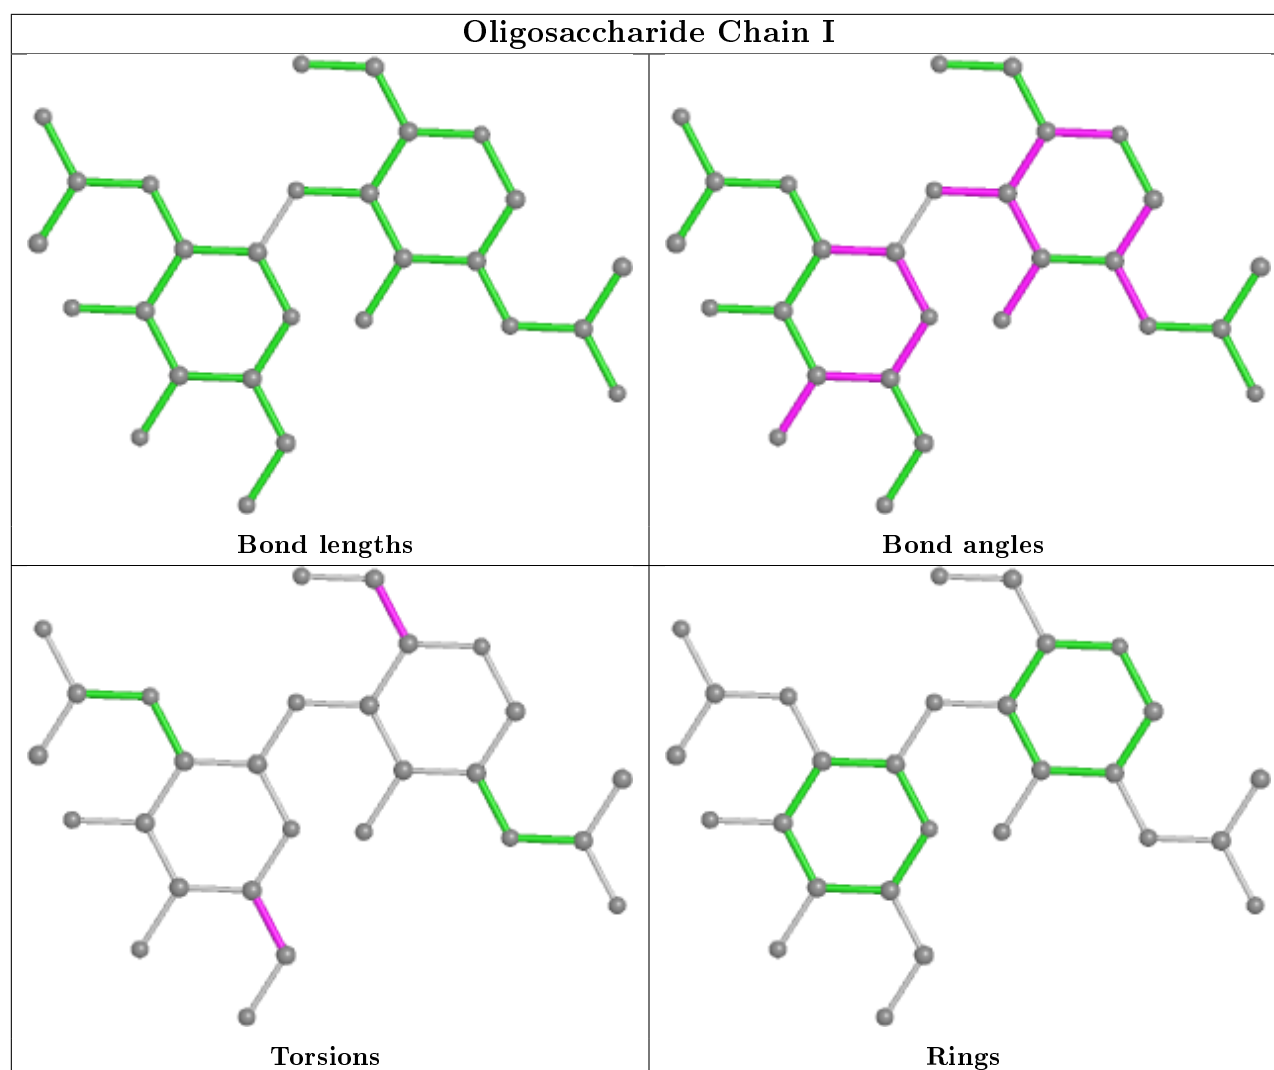 Oligosaccharide Chain I
Bond lengths
Bond angles
Torsions
Rings